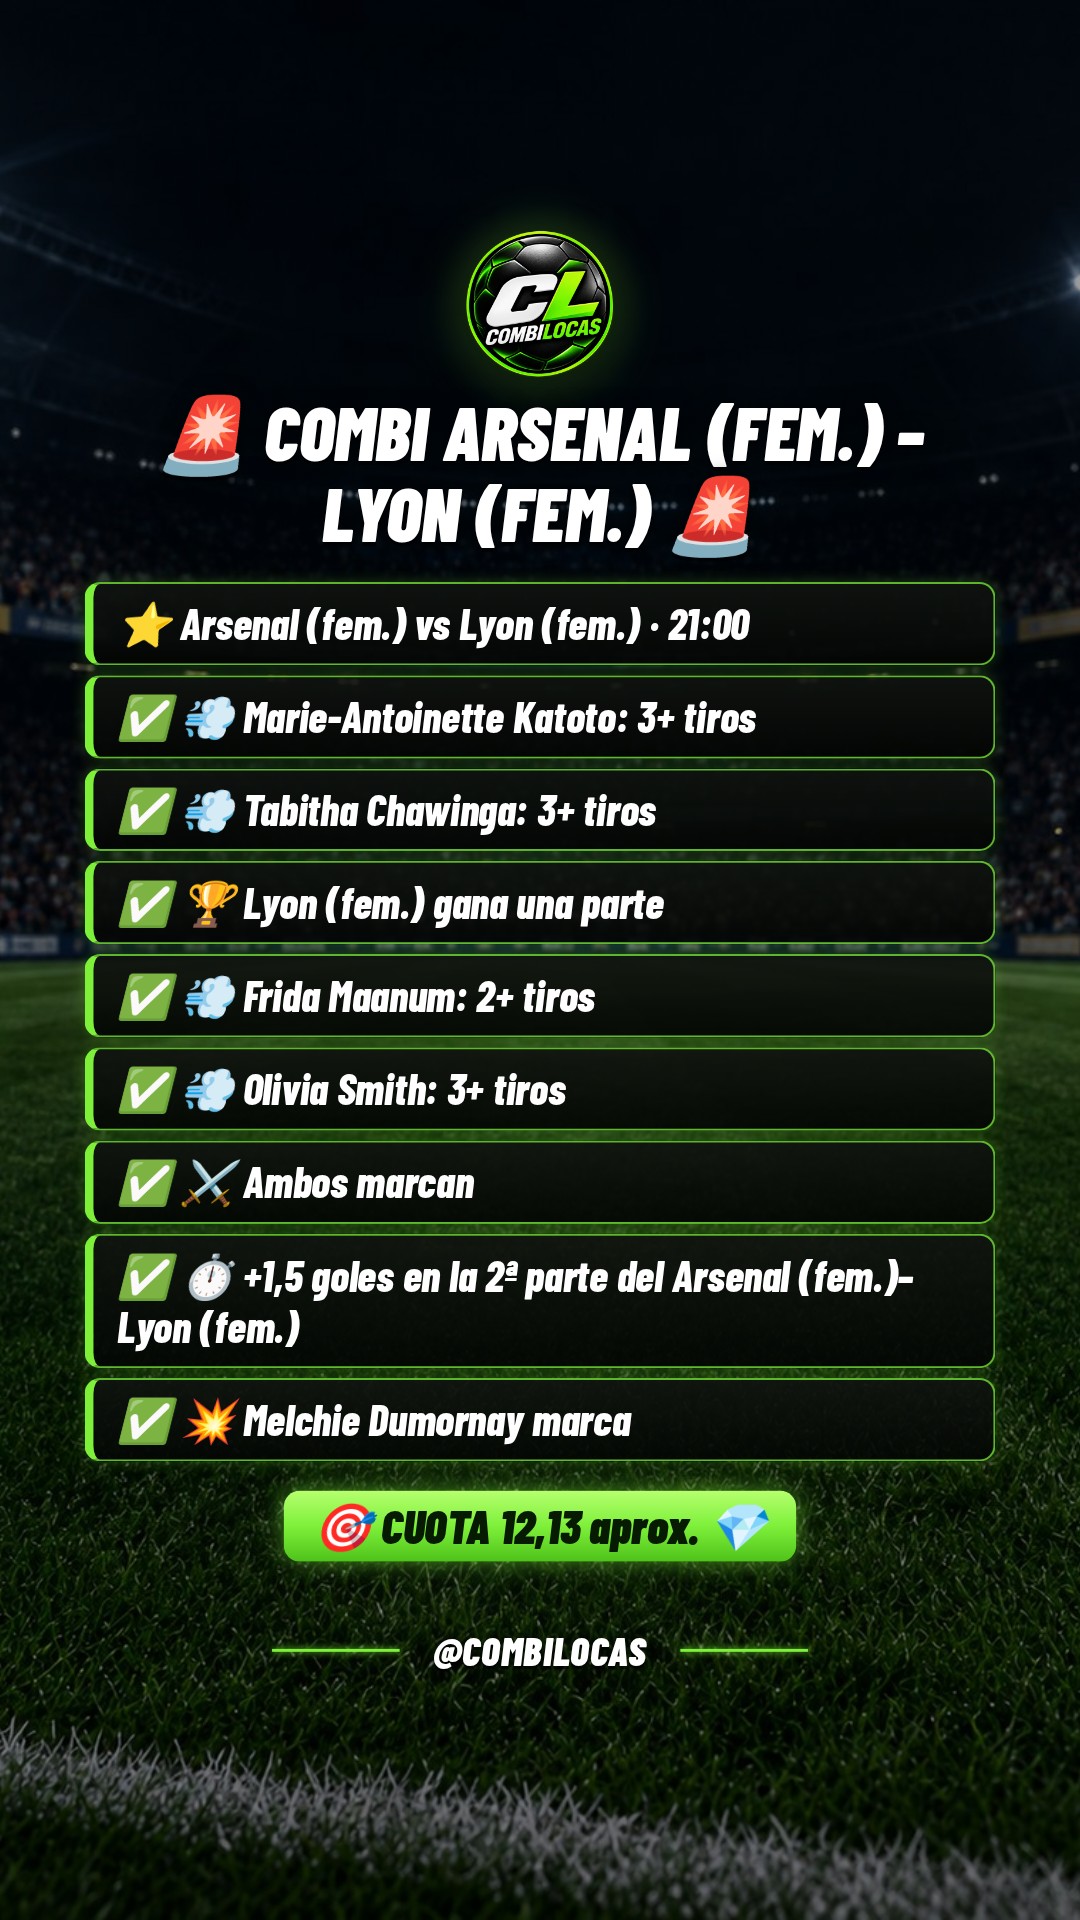 CL
COMBILOCAS
🚨 COMBI ARSENAL (FEM.) -
LYON (FEM.) 🚨
⭐ Arsenal (fem.) vs Lyon (fem.) · 21:00
✅ 💨 Marie-Antoinette Katoto: 3+ tiros
✅ 💨 Tabitha Chawinga: 3+ tiros
✅ 🏆 Lyon (fem.) gana una parte
✅ 💨 Frida Maanum: 2+ tiros
✅ 💨 Olivia Smith: 3+ tiros
✅ ⚔️ Ambos marcan
✅ ⏱️ +1,5 goles en la 2ª parte del Arsenal (fem.)-
Lyon (fem.)
✅ 💥 Melchie Dumornay marca
🎯 CUOTA 12,13 aprox. 💎
@COMBILOCAS